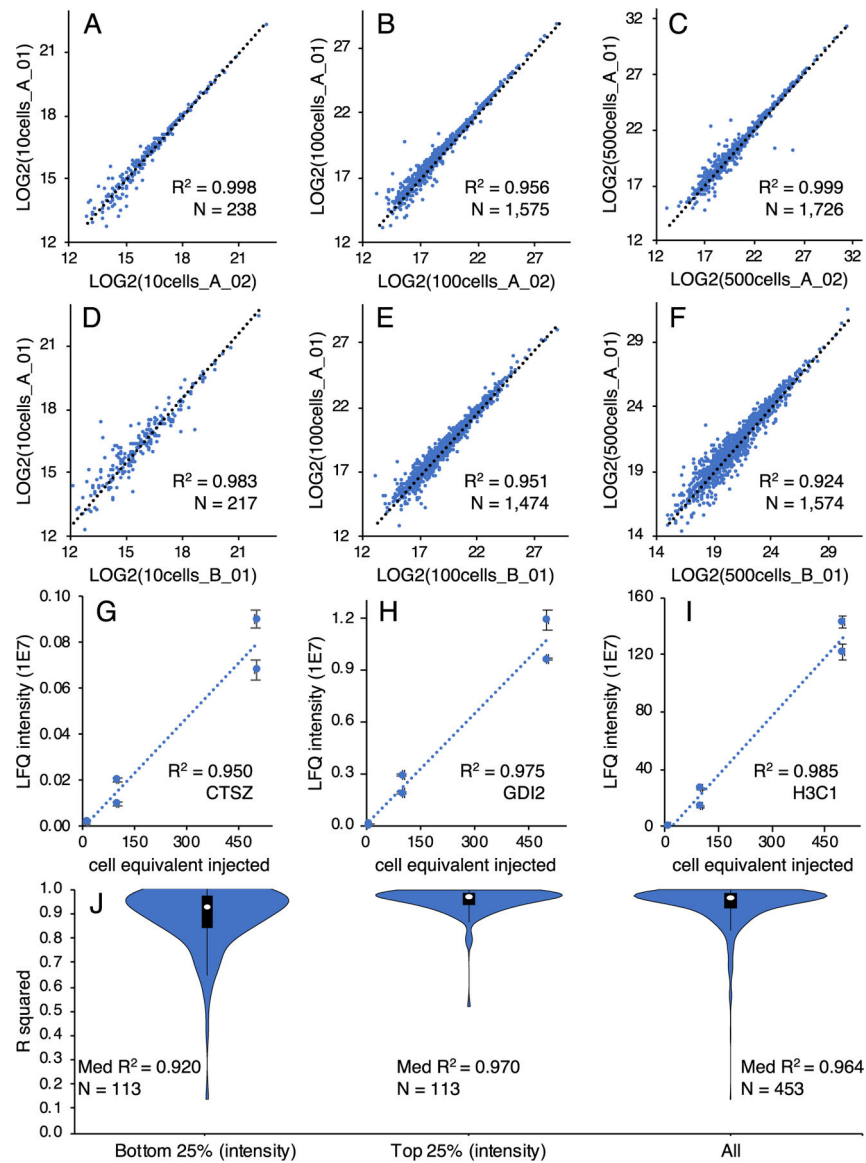 A
LOG2(10cells_A_01)
21
18
15
12
12 15 18 21
R² = 0.998
N = 238
LOG2(10cells_A_02)
B
LOG2(100cells_A_01)
27
22
17
12
12 17 22 27
R² = 0.956
N = 1,575
LOG2(100cells_A_02)
C
LOG2(500cells_A_01)
32
27
22
17
12
12 17 22 27 32
R² = 0.999
N = 1,726
LOG2(500cells_A_02)
D
LOG2(10cells_A_01)
21
18
15
12
12 15 18 21
R² = 0.983
N = 217
LOG2(10cells_B_01)
E
LOG2(100cells_A_01)
27
22
17
12
12 17 22 27
R² = 0.951
N = 1,474
LOG2(100cells_B_01)
F
LOG2(500cells_A_01)
29
24
19
14
14 19 24 29
R² = 0.924
N = 1,574
LOG2(500cells_B_01)
G
LFQ intensity (1E7)
0.10
0.08
0.06
0.04
0.02
0.00
0 150 300 450
R² = 0.950
CTSZ
cell equivalent injected
H
LFQ intensity (1E7)
1.2
0.9
0.6
0.3
0.0
0 150 300 450
R² = 0.975
GDI2
cell equivalent injected
I
LFQ intensity (1E7)
160
120
80
40
0
0 150 300 450
R² = 0.985
H3C1
cell equivalent injected
J
R squared
1.0
0.9
0.8
0.7
0.6
0.5
0.4
0.3
0.2
0.1
0.0
Med R² = 0.920
N = 113
Med R² = 0.970
N = 113
Med R² = 0.964
N = 453
Bottom 25% (intensity) Top 25% (intensity) All